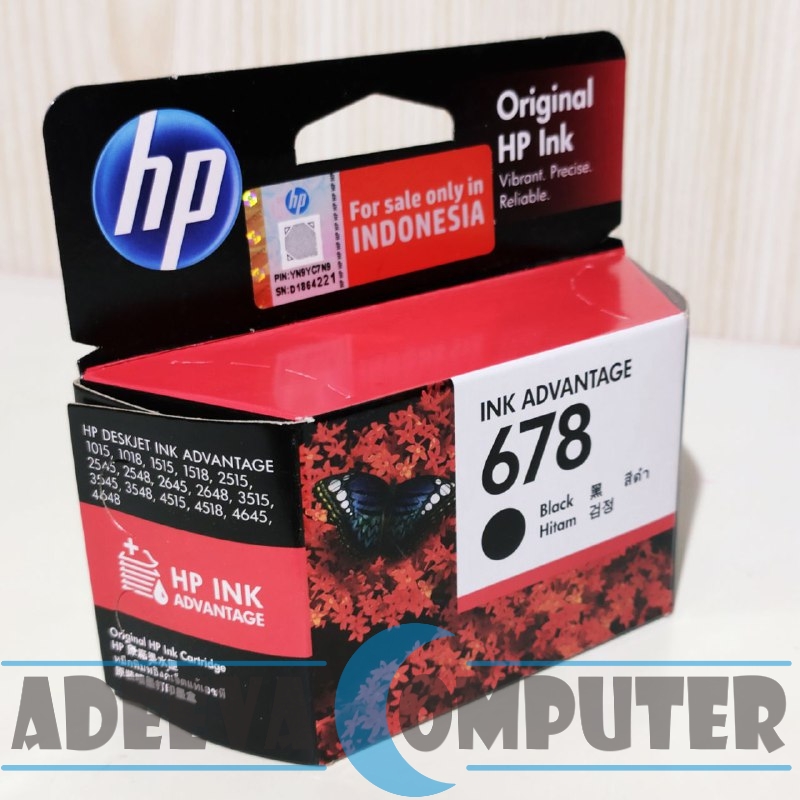 hp
Original
HP Ink
Vibrant. Precise.
Reliable.
hp
For sale only in
INDONESIA
PIN:YN9YC7N9
SN:D1864221
INK ADVANTAGE
678
Black 黑 สีดำ
Hitam 검정
HP DESKJET INK ADVANTAGE
1015, 1018, 1515, 1518, 2515,
2545, 2548, 2645, 2648, 3515,
3545, 3548, 4515, 4518, 4645,
4648
HP INK
ADVANTAGE
Original HP Ink Cartridge
HP
COMPUTER